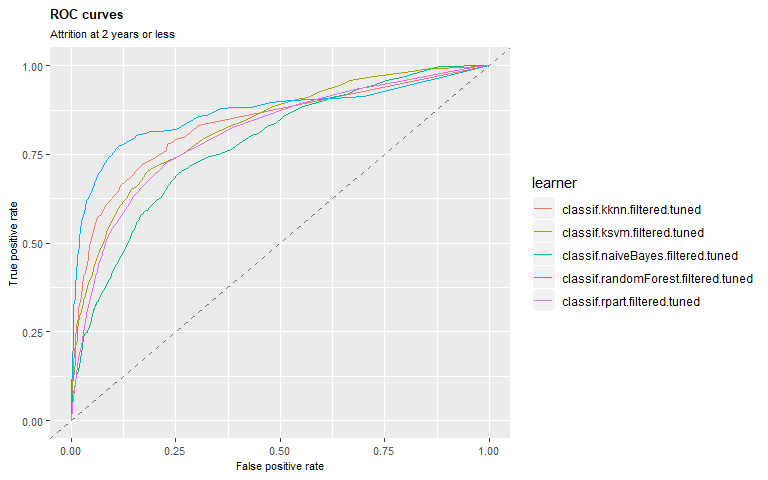 ROC curves
Attrition at 2 years or less
True positive rate
1.00
0.75
0.50
0.25
0.00
0.00 0.25 0.50 0.75 1.00
False positive rate
learner
classif.kknn.filtered.tuned
classif.ksvm.filtered.tuned
classif.naiveBayes.filtered.tuned
classif.randomForest.filtered.tuned
classif.rpart.filtered.tuned